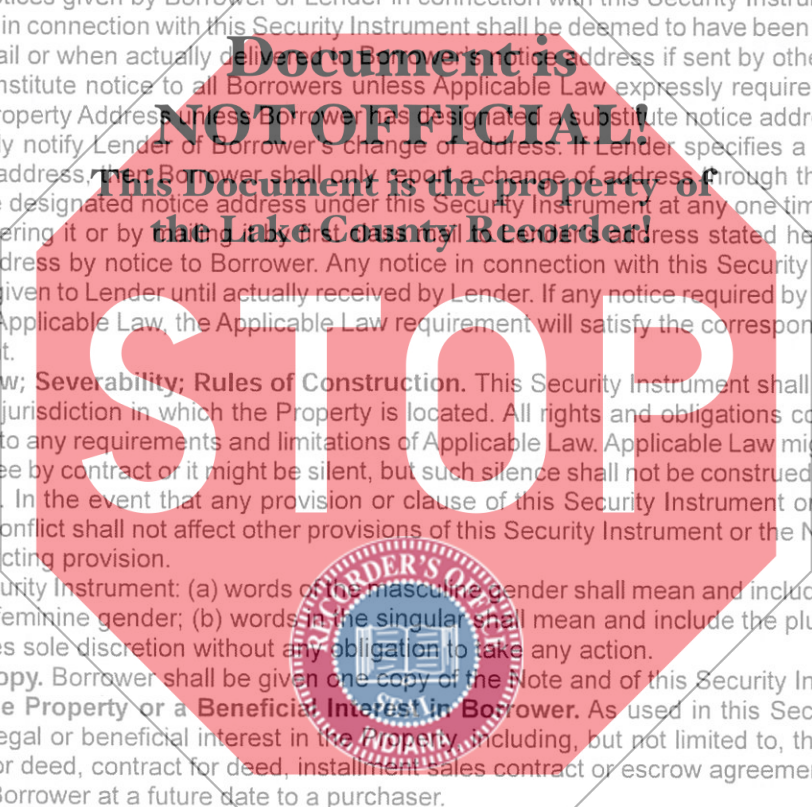 in connection with this Security Instrument shall be deemed to have been
ail or when actually delivered to Borrower's notice address if sent by othe
Document is
nstitute notice to all Borrowers unless Applicable Law expressly require
operty Address unless Borrower has designated a substitute notice addr
NOT OFFICIAL!
ly notify Lender of Borrower's change of address. If Lender specifies a
address, then Borrower shall only report a change of address through th
This Document is the property of
designated notice address under this Security Instrument at any one tim
ering it or by mailing it by first class mail to Lender's address stated he
the Lake County Recorder!
dress by notice to Borrower. Any notice in connection with this Security
iven to Lender until actually received by Lender. If any notice required by
Applicable Law, the Applicable Law requirement will satisfy the correspon
t.
STOP
w; Severability; Rules of Construction. This Security Instrument shall
jurisdiction in which the Property is located. All rights and obligations co
to any requirements and limitations of Applicable Law. Applicable Law mig
ee by contract or it might be silent, but such silence shall not be construed
. In the event that any provision or clause of this Security Instrument o
onflict shall not affect other provisions of this Security Instrument or the N
cting provision.
RECORDER'S OFFICE
urity Instrument: (a) words of the masculine gender shall mean and includ
feminine gender; (b) words in the singular shall mean and include the plu
es sole discretion without any obligation to take any action.
opy. Borrower shall be given one copy of the Note and of this Security In
SEAL
e Property or a Beneficial Interest in Borrower. As used in this Sec
egal or beneficial interest in the Property, including, but not limited to, th
or deed, contract for deed, installment sales contract or escrow agreeme
Borrower at a future date to a purchaser.